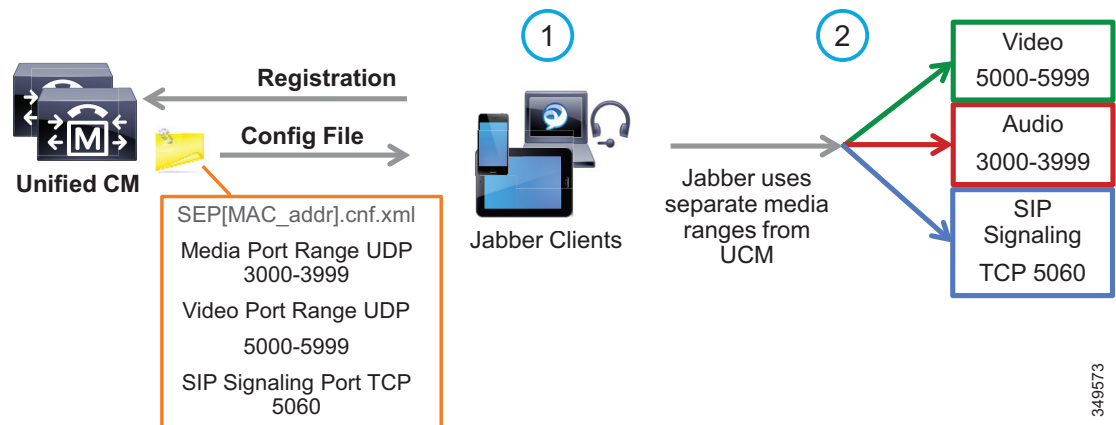 1
2
Registration
Config File
M
Unified CM
SEP[MAC_addr].cnf.xml
Media Port Range UDP
3000-3999
Video Port Range UDP
5000-5999
SIP Signaling Port TCP
5060
Jabber Clients
Jabber uses
separate media
ranges from
UCM
Video
5000-5999
Audio
3000-3999
SIP
Signaling
TCP 5060
349573